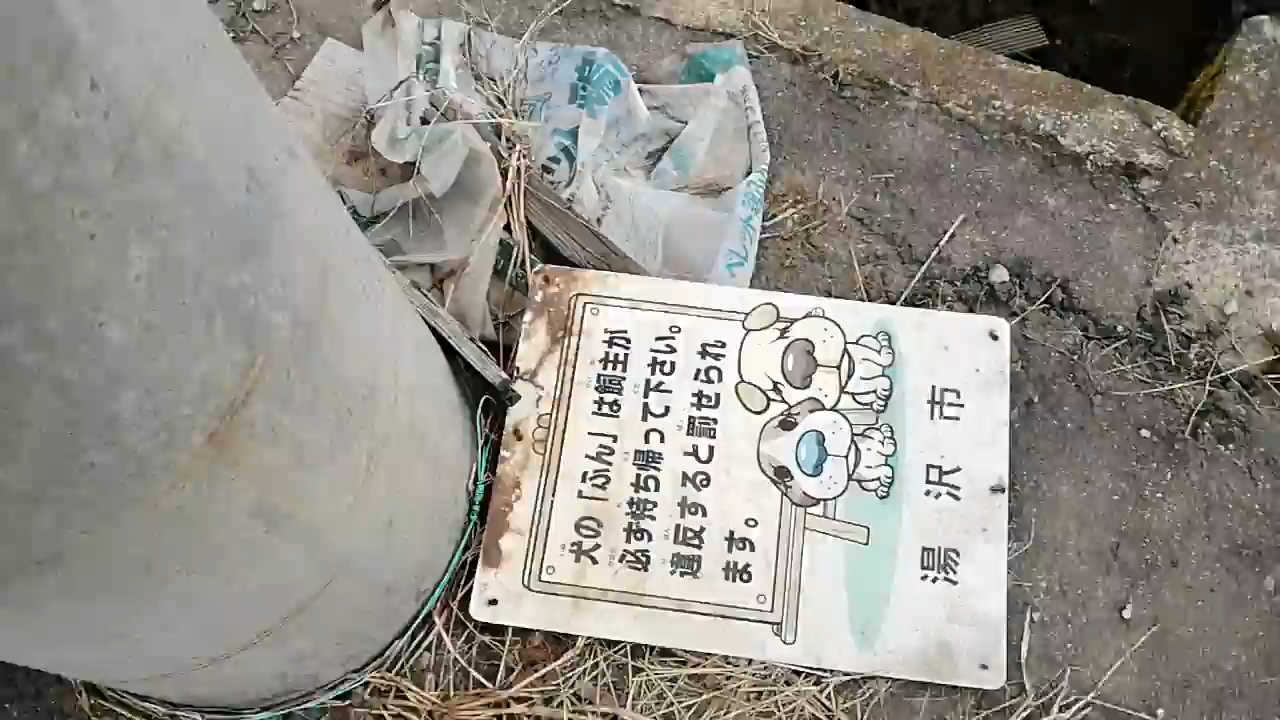 犬の「ふん」は飼主が
必ず持ち帰って下さい。
違反すると罰せられ
ます。
湯沢市